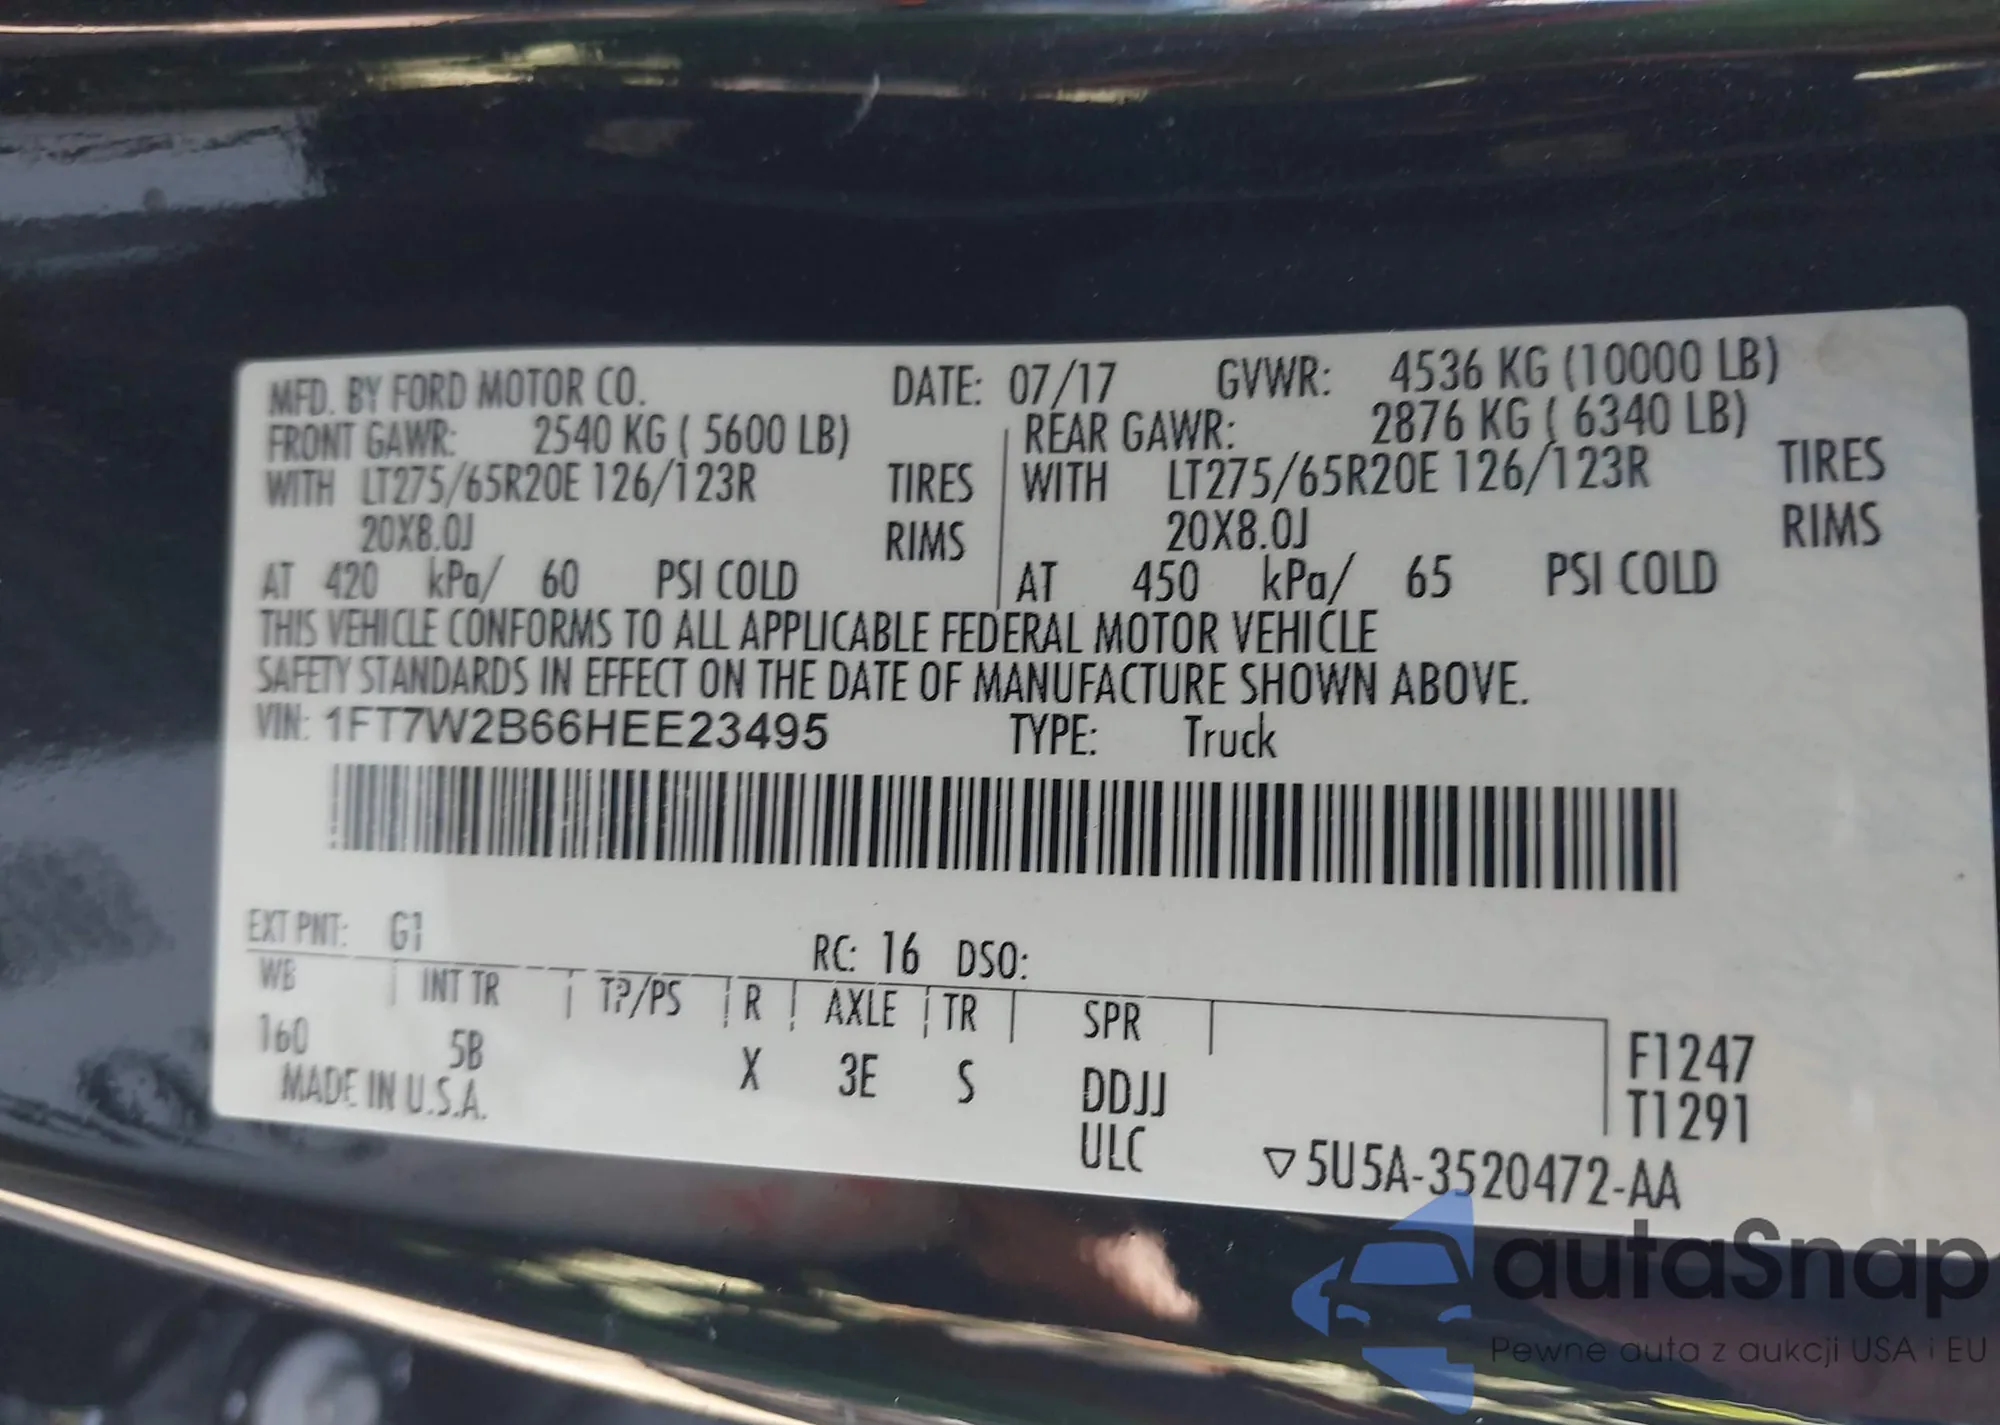 MFD. BY FORD MOTOR CO. DATE: 07/17 GVWR: 4536 KG (10000 LB)
FRONT GAWR: 2540 KG ( 5600 LB) REAR GAWR: 2876 KG ( 6340 LB)
WITH LT275/65R20E 126/123R TIRES WITH LT275/65R20E 126/123R TIRES
20X8.0J RIMS 20X8.0J RIMS
AT 420 kPa/ 60 PSI COLD AT 450 kPa/ 65 PSI COLD
THIS VEHICLE CONFORMS TO ALL APPLICABLE FEDERAL MOTOR VEHICLE
SAFETY STANDARDS IN EFFECT ON THE DATE OF MANUFACTURE SHOWN ABOVE.
VIN: 1FT7W2B66HEE23495 TYPE: Truck
EXT PNT: G1 RC: 16 DSO:
WB INT TR TP/PS R AXLE TR SPR
160 5B X 3E S DDJJ F1247
MADE IN U.S.A. ULC T1291
▽5U5A-3520472-AA
autaSnap
Pewne auta z aukcji USA i EU